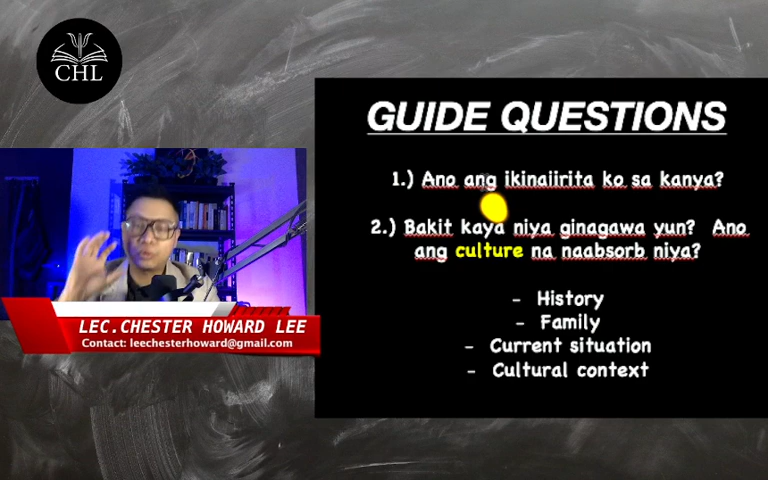 CHL
GUIDE QUESTIONS
1.) Ano ang ikinaiirita ko sa kanya?
2.) Bakit kaya niya ginagawa yun? Ano
ang culture na naabsorb niya?
- History
- Family
- Current situation
- Cultural context
LEC.CHESTER HOWARD LEE
Contact: leechesterhoward@gmail.com